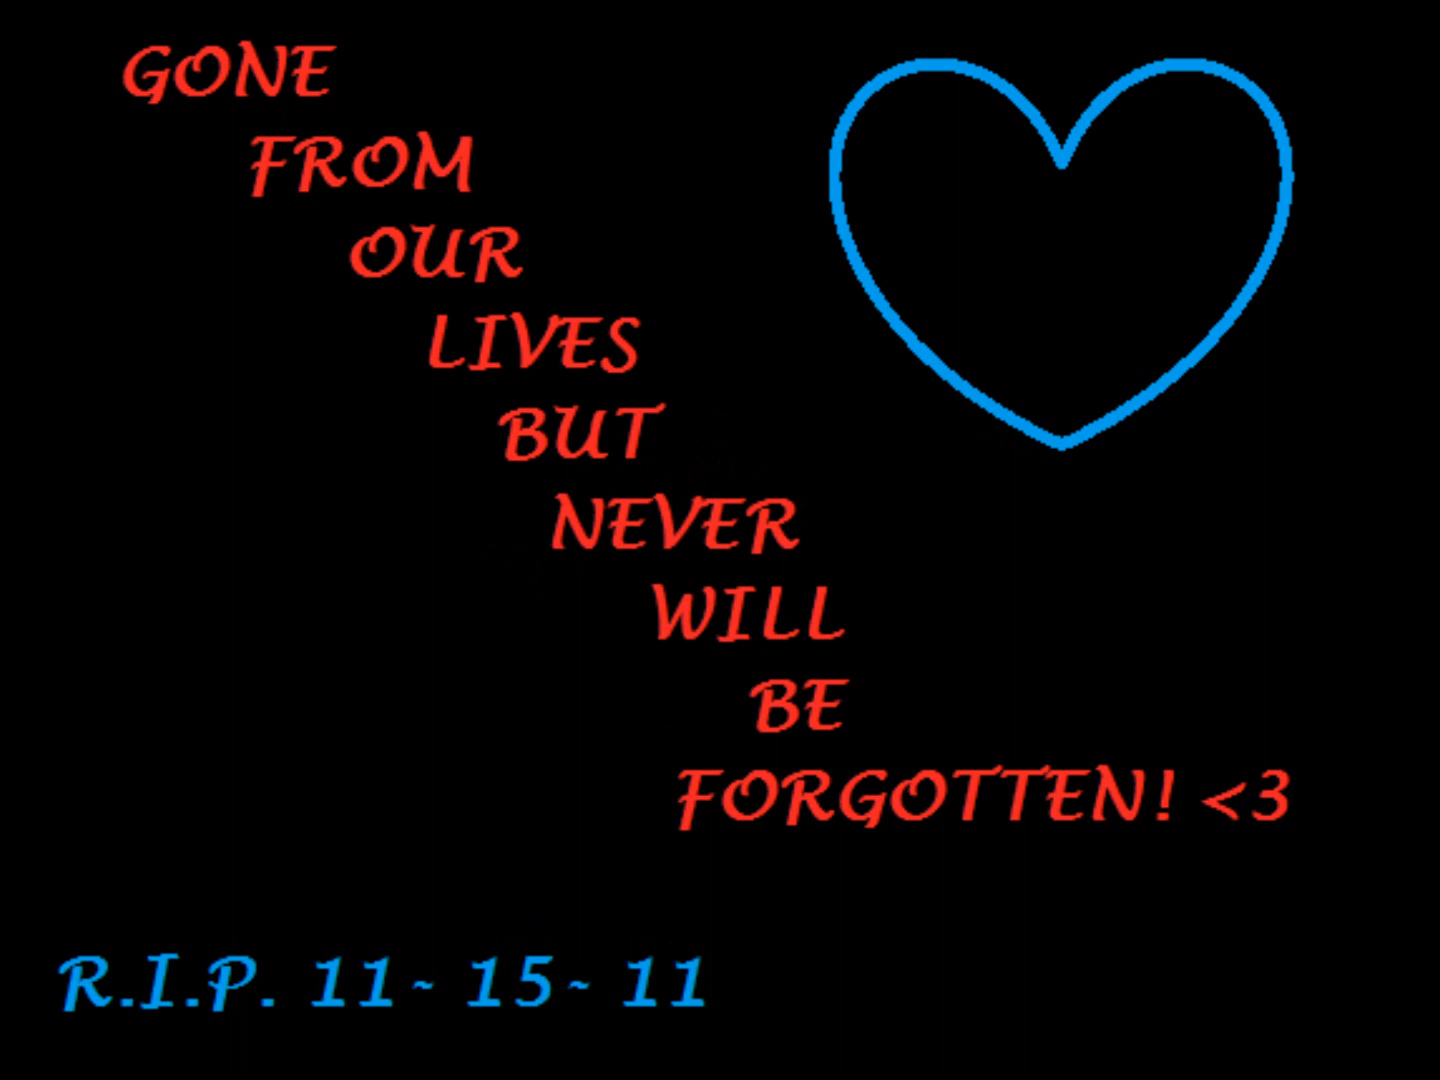 GONE
FROM
OUR
LIVES
BUT
NEVER
WILL
BE
FORGOTTEN! <3
R.I.P. 11~ 15~ 11